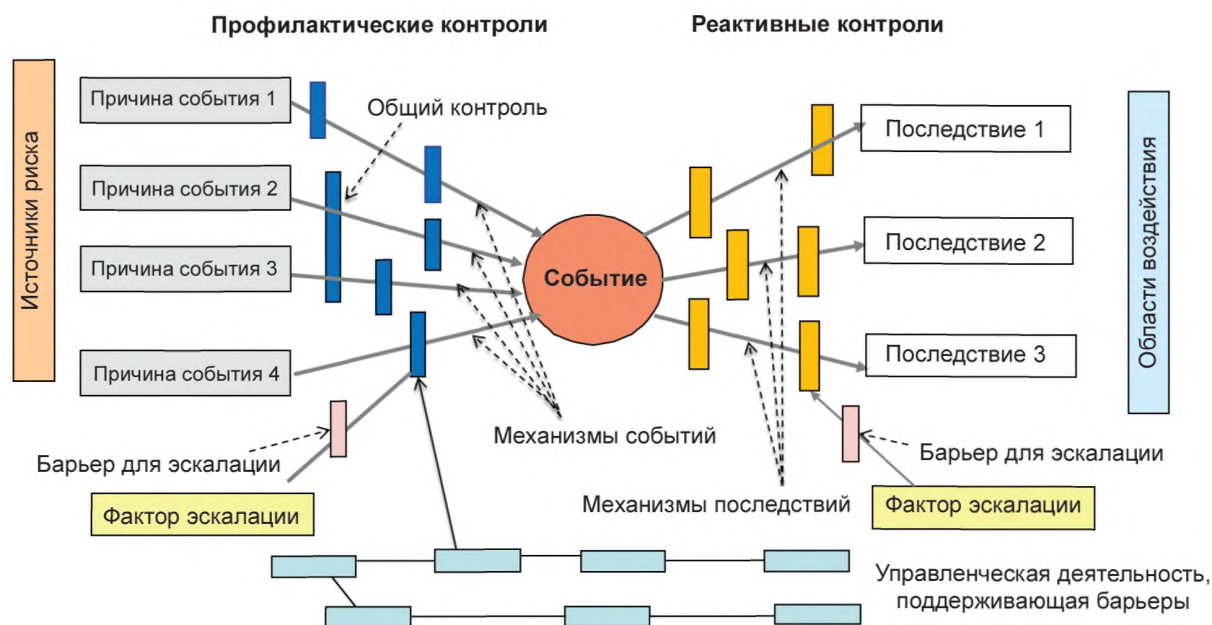 Профилактические контроли
Реактивные контроли
Источники риска
Причина события 1
Причина события 2
Причина события 3
Причина события 4
Общий контроль
Событие
Последствие 1
Последствие 2
Последствие 3
Области воздействия
Механизмы событий
Барьер для эскалации
Фактор эскалации
Механизмы последствий
Барьер для эскалации
Фактор эскалации
Управленческая деятельность,
поддерживающая барьеры